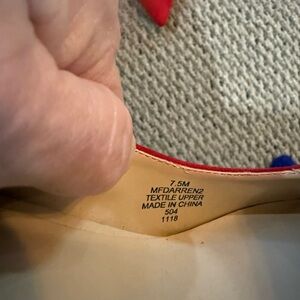 7.5M
MFDARREN2
TEXTILE UPPER
MADE IN CHINA
504
1118